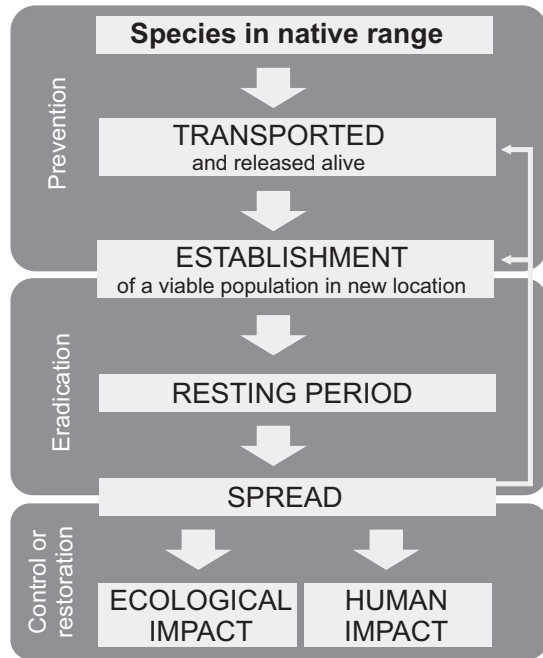 Species in native range
Prevention
TRANSPORTED
and released alive
ESTABLISHMENT
of a viable population in new location
Eradication
RESTING PERIOD
SPREAD
Control or
restoration
ECOLOGICAL
IMPACT
HUMAN
IMPACT